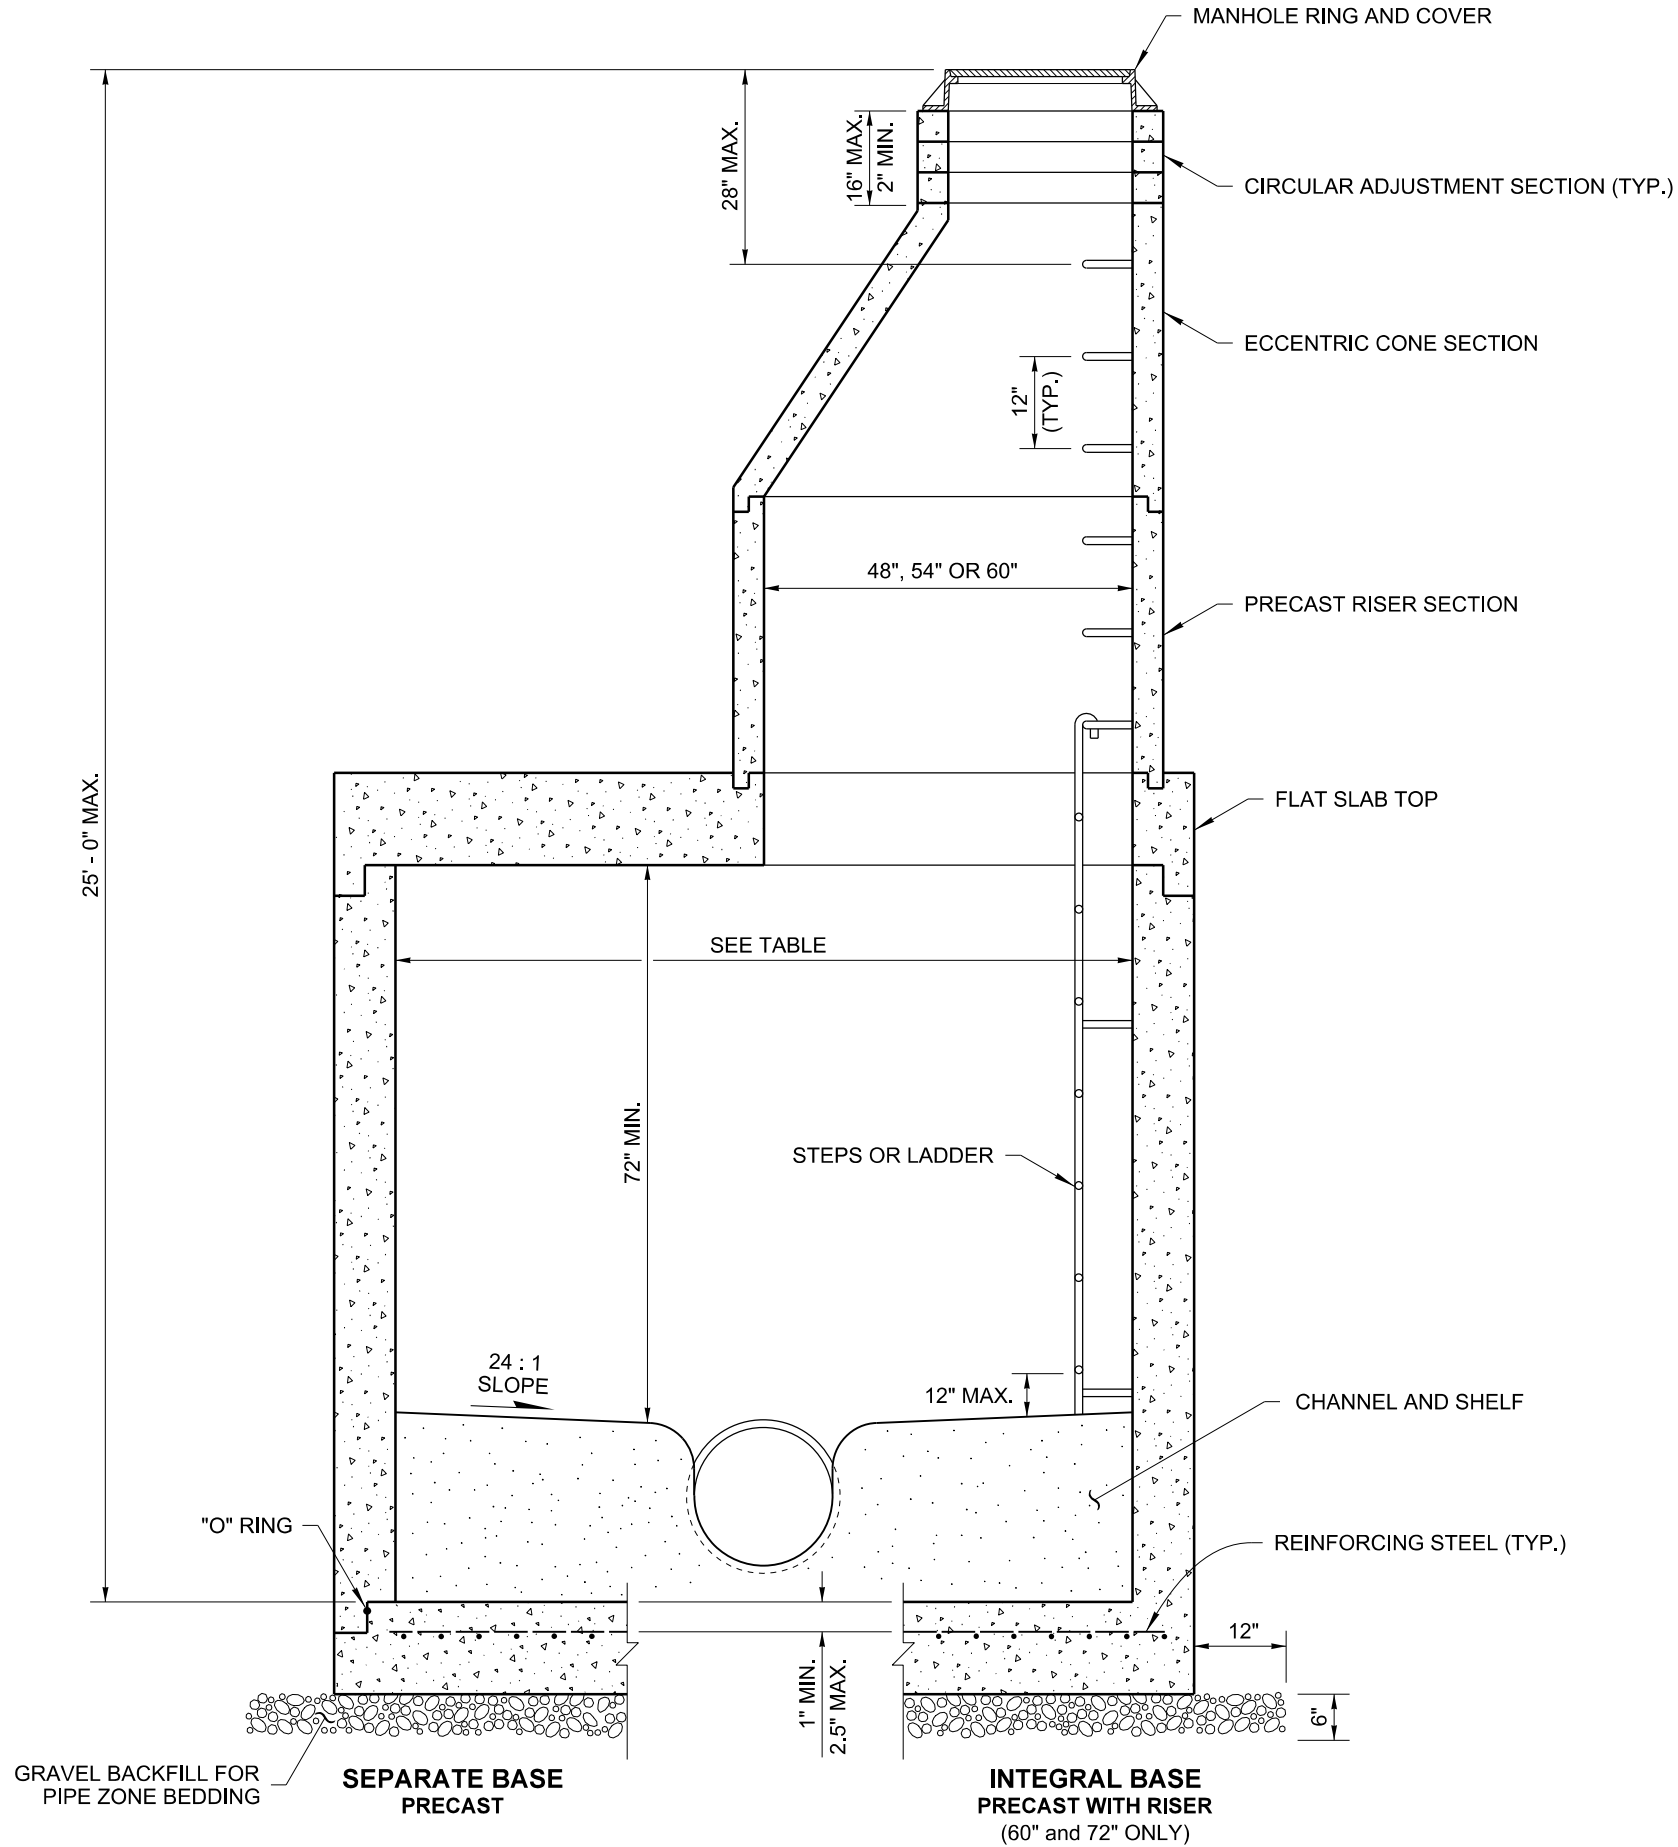 MANHOLE RING AND COVER
28" MAX.
16" MAX.
2" MIN.
CIRCULAR ADJUSTMENT SECTION (TYP.)
ECCENTRIC CONE SECTION
12"
(TYP.)
48", 54" OR 60"
PRECAST RISER SECTION
25' - 0" MAX.
FLAT SLAB TOP
SEE TABLE
72" MIN.
STEPS OR LADDER
24 : 1
SLOPE
12" MAX.
CHANNEL AND SHELF
"O" RING
REINFORCING STEEL (TYP.)
12"
1" MIN.
2.5" MAX.
6"
GRAVEL BACKFILL FOR
PIPE ZONE BEDDING
SEPARATE BASE
PRECAST
INTEGRAL BASE
PRECAST WITH RISER
(60" and 72" ONLY)